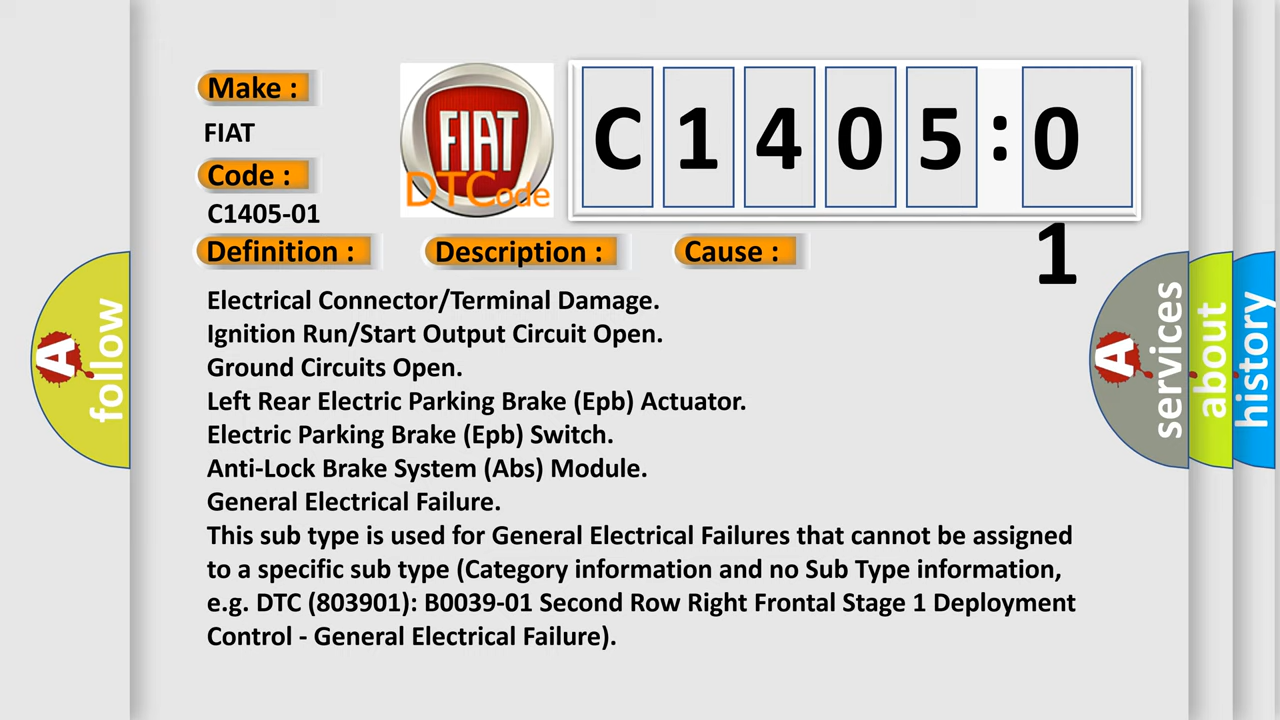 Make :
FIAT
Code :
C1405-01
FIAT
DTCode
C1405:0
1
Definition :
Description :
Cause :
Electrical Connector/Terminal Damage.
Ignition Run/Start Output Circuit Open.
Ground Circuits Open.
Left Rear Electric Parking Brake (Epb) Actuator.
Electric Parking Brake (Epb) Switch.
Anti-Lock Brake System (Abs) Module.
General Electrical Failure.
This sub type is used for General Electrical Failures that cannot be assigned
to a specific sub type (Category information and no Sub Type information,
e.g. DTC (803901): B0039-01 Second Row Right Frontal Stage 1 Deployment
Control - General Electrical Failure).
A
follow
A
services
about
history